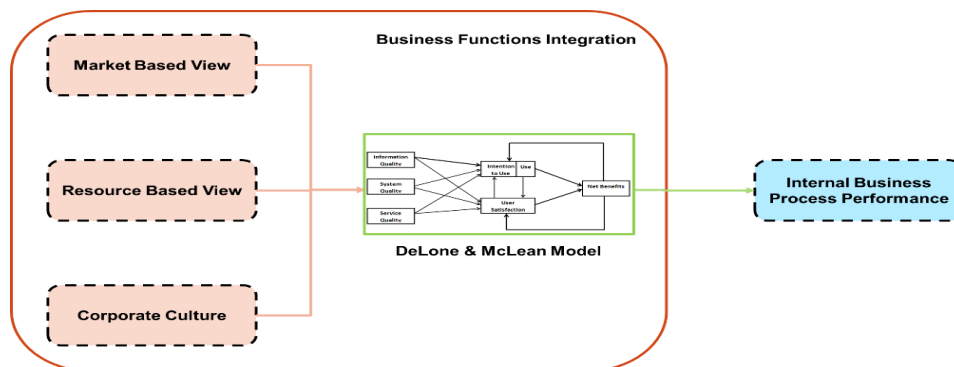 Business Functions Integration
Market Based View
Resource Based View
Corporate Culture
Information
Quality
System
Quality
Service
Quality
Intention
to Use
Use
User
Satisfaction
Net Benefits
DeLone & McLean Model
Internal Business
Process Performance